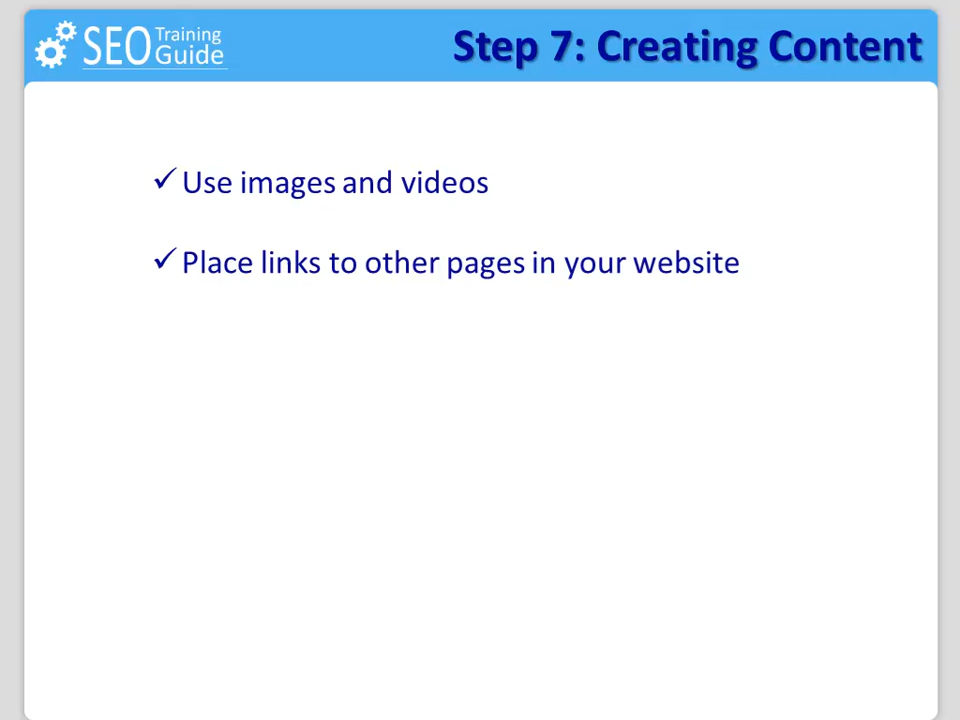 SEO Training Guide
Step 7: Creating Content
✓ Use images and videos
✓ Place links to other pages in your website